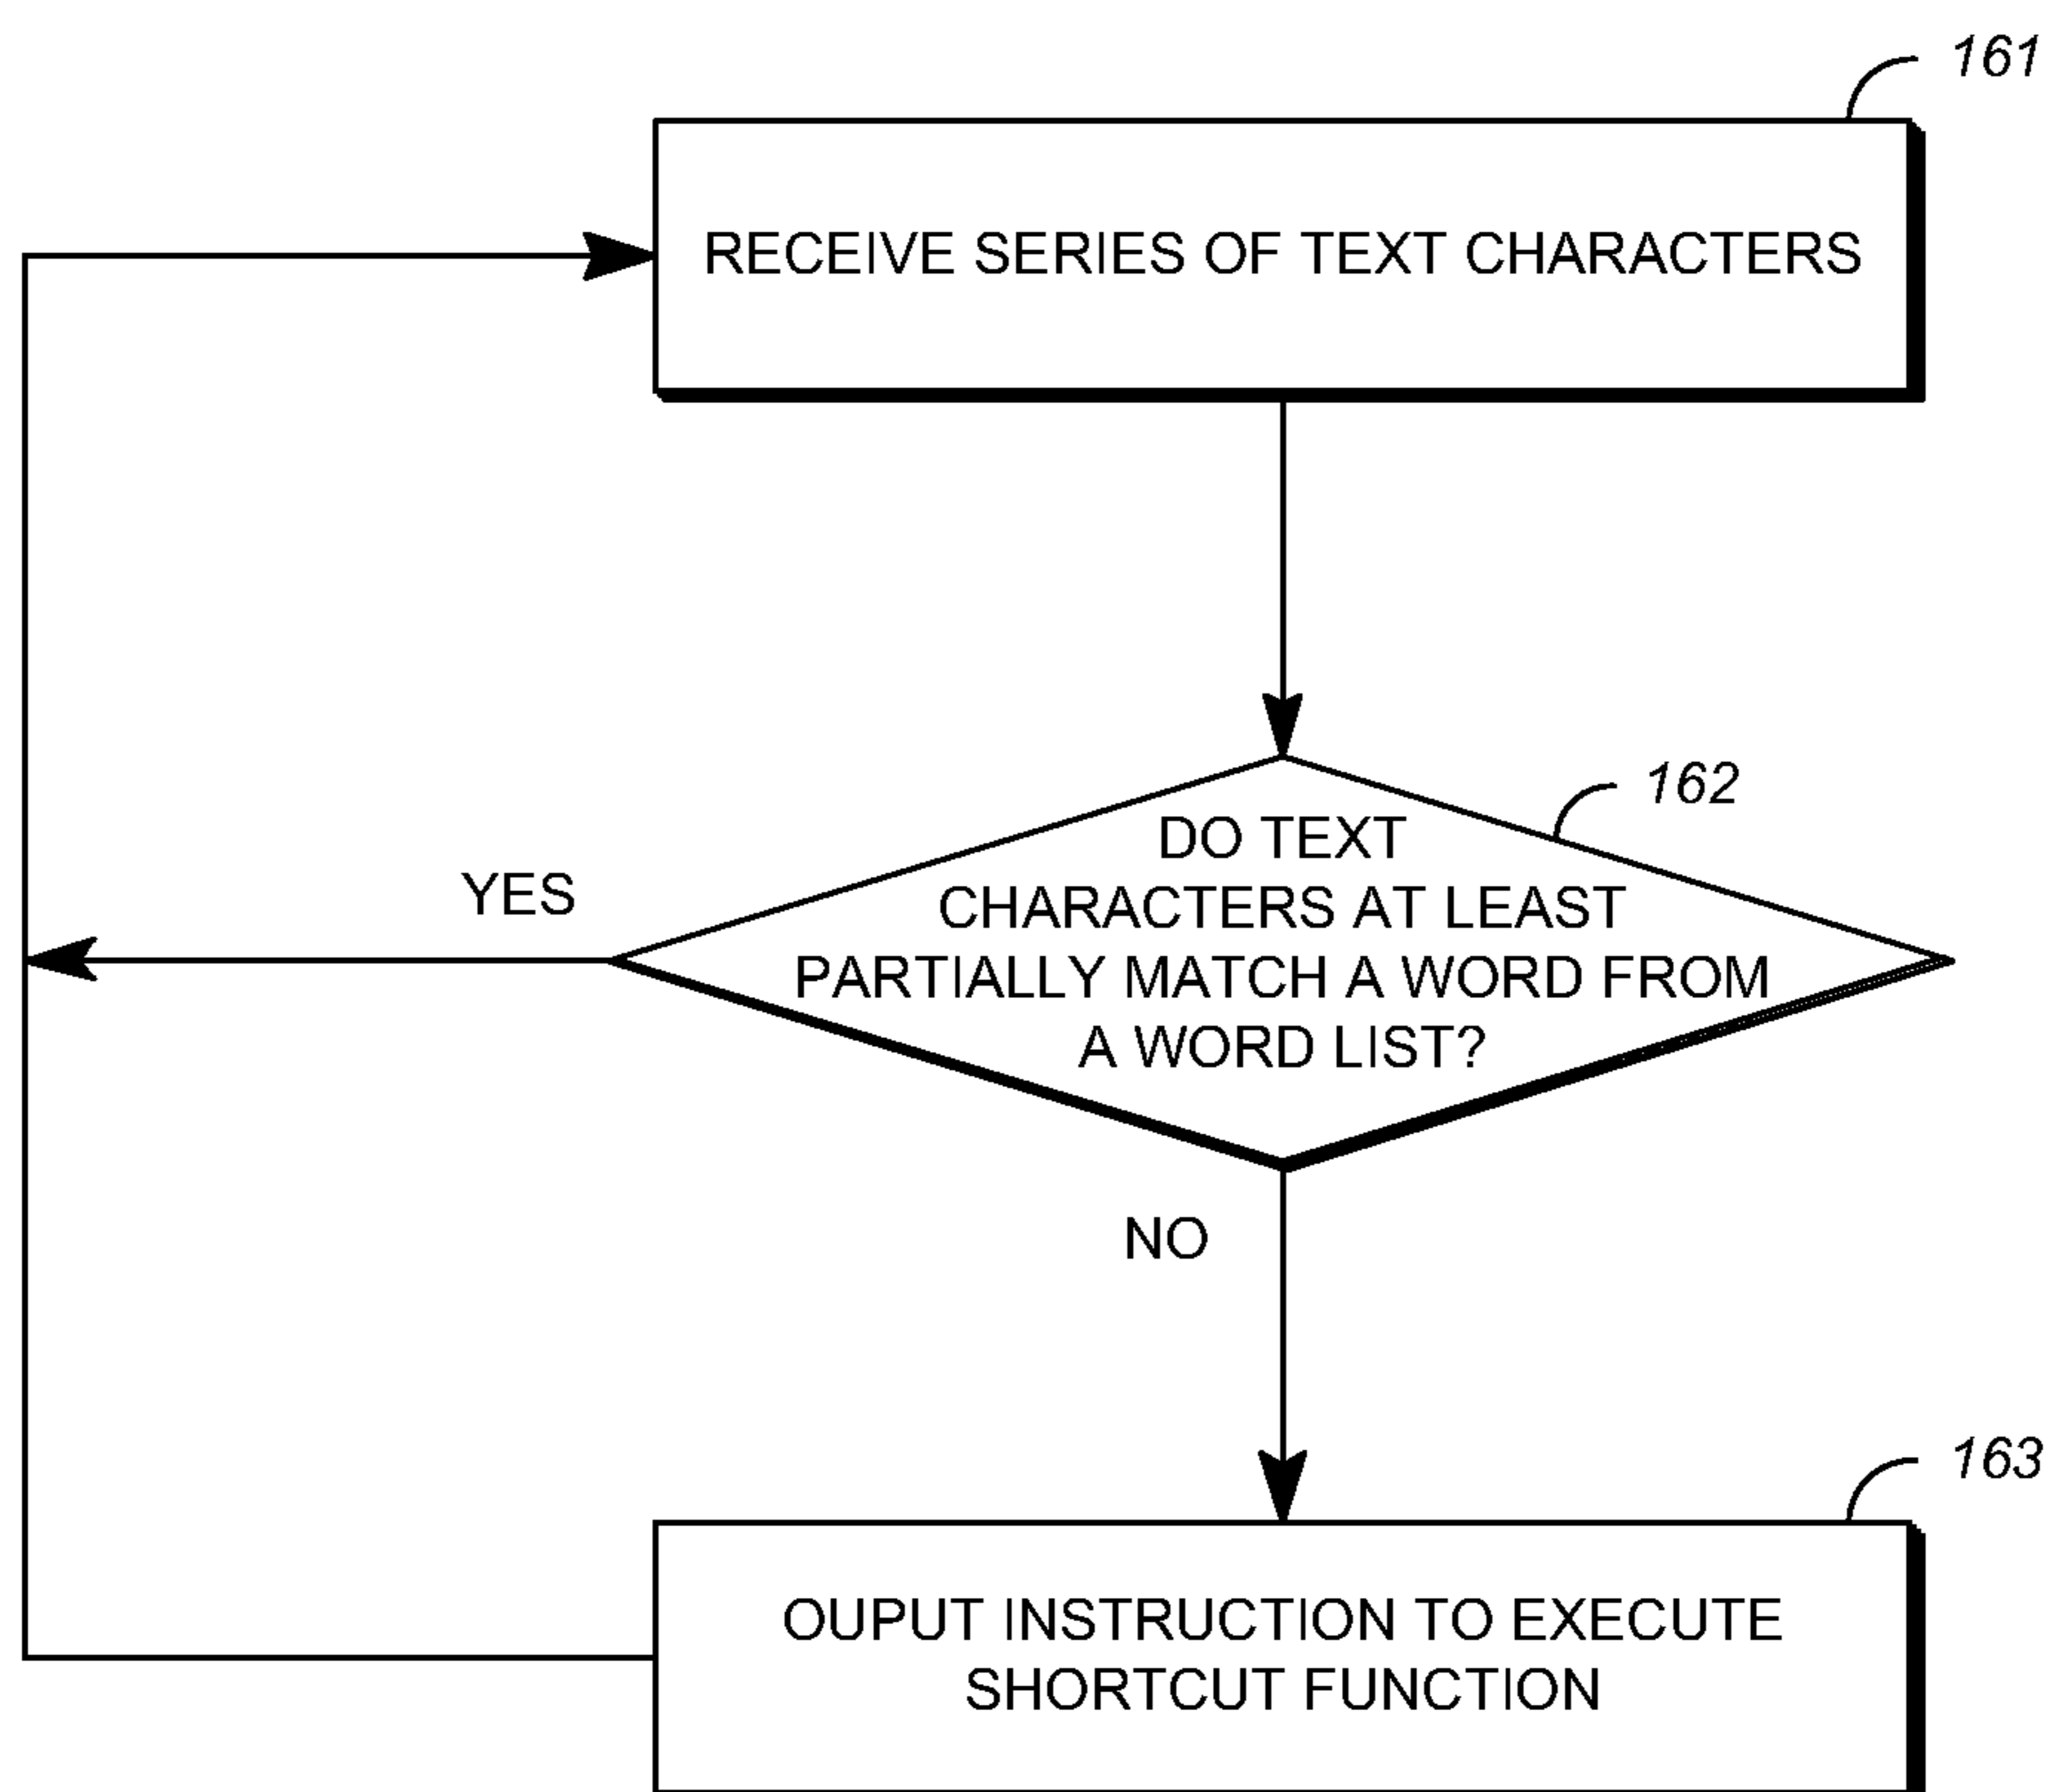 161
RECEIVE SERIES OF TEXT CHARACTERS
162
DO TEXT
CHARACTERS AT LEAST
PARTIALLY MATCH A WORD FROM
A WORD LIST?
YES
NO
163
OUPUT INSTRUCTION TO EXECUTE
SHORTCUT FUNCTION